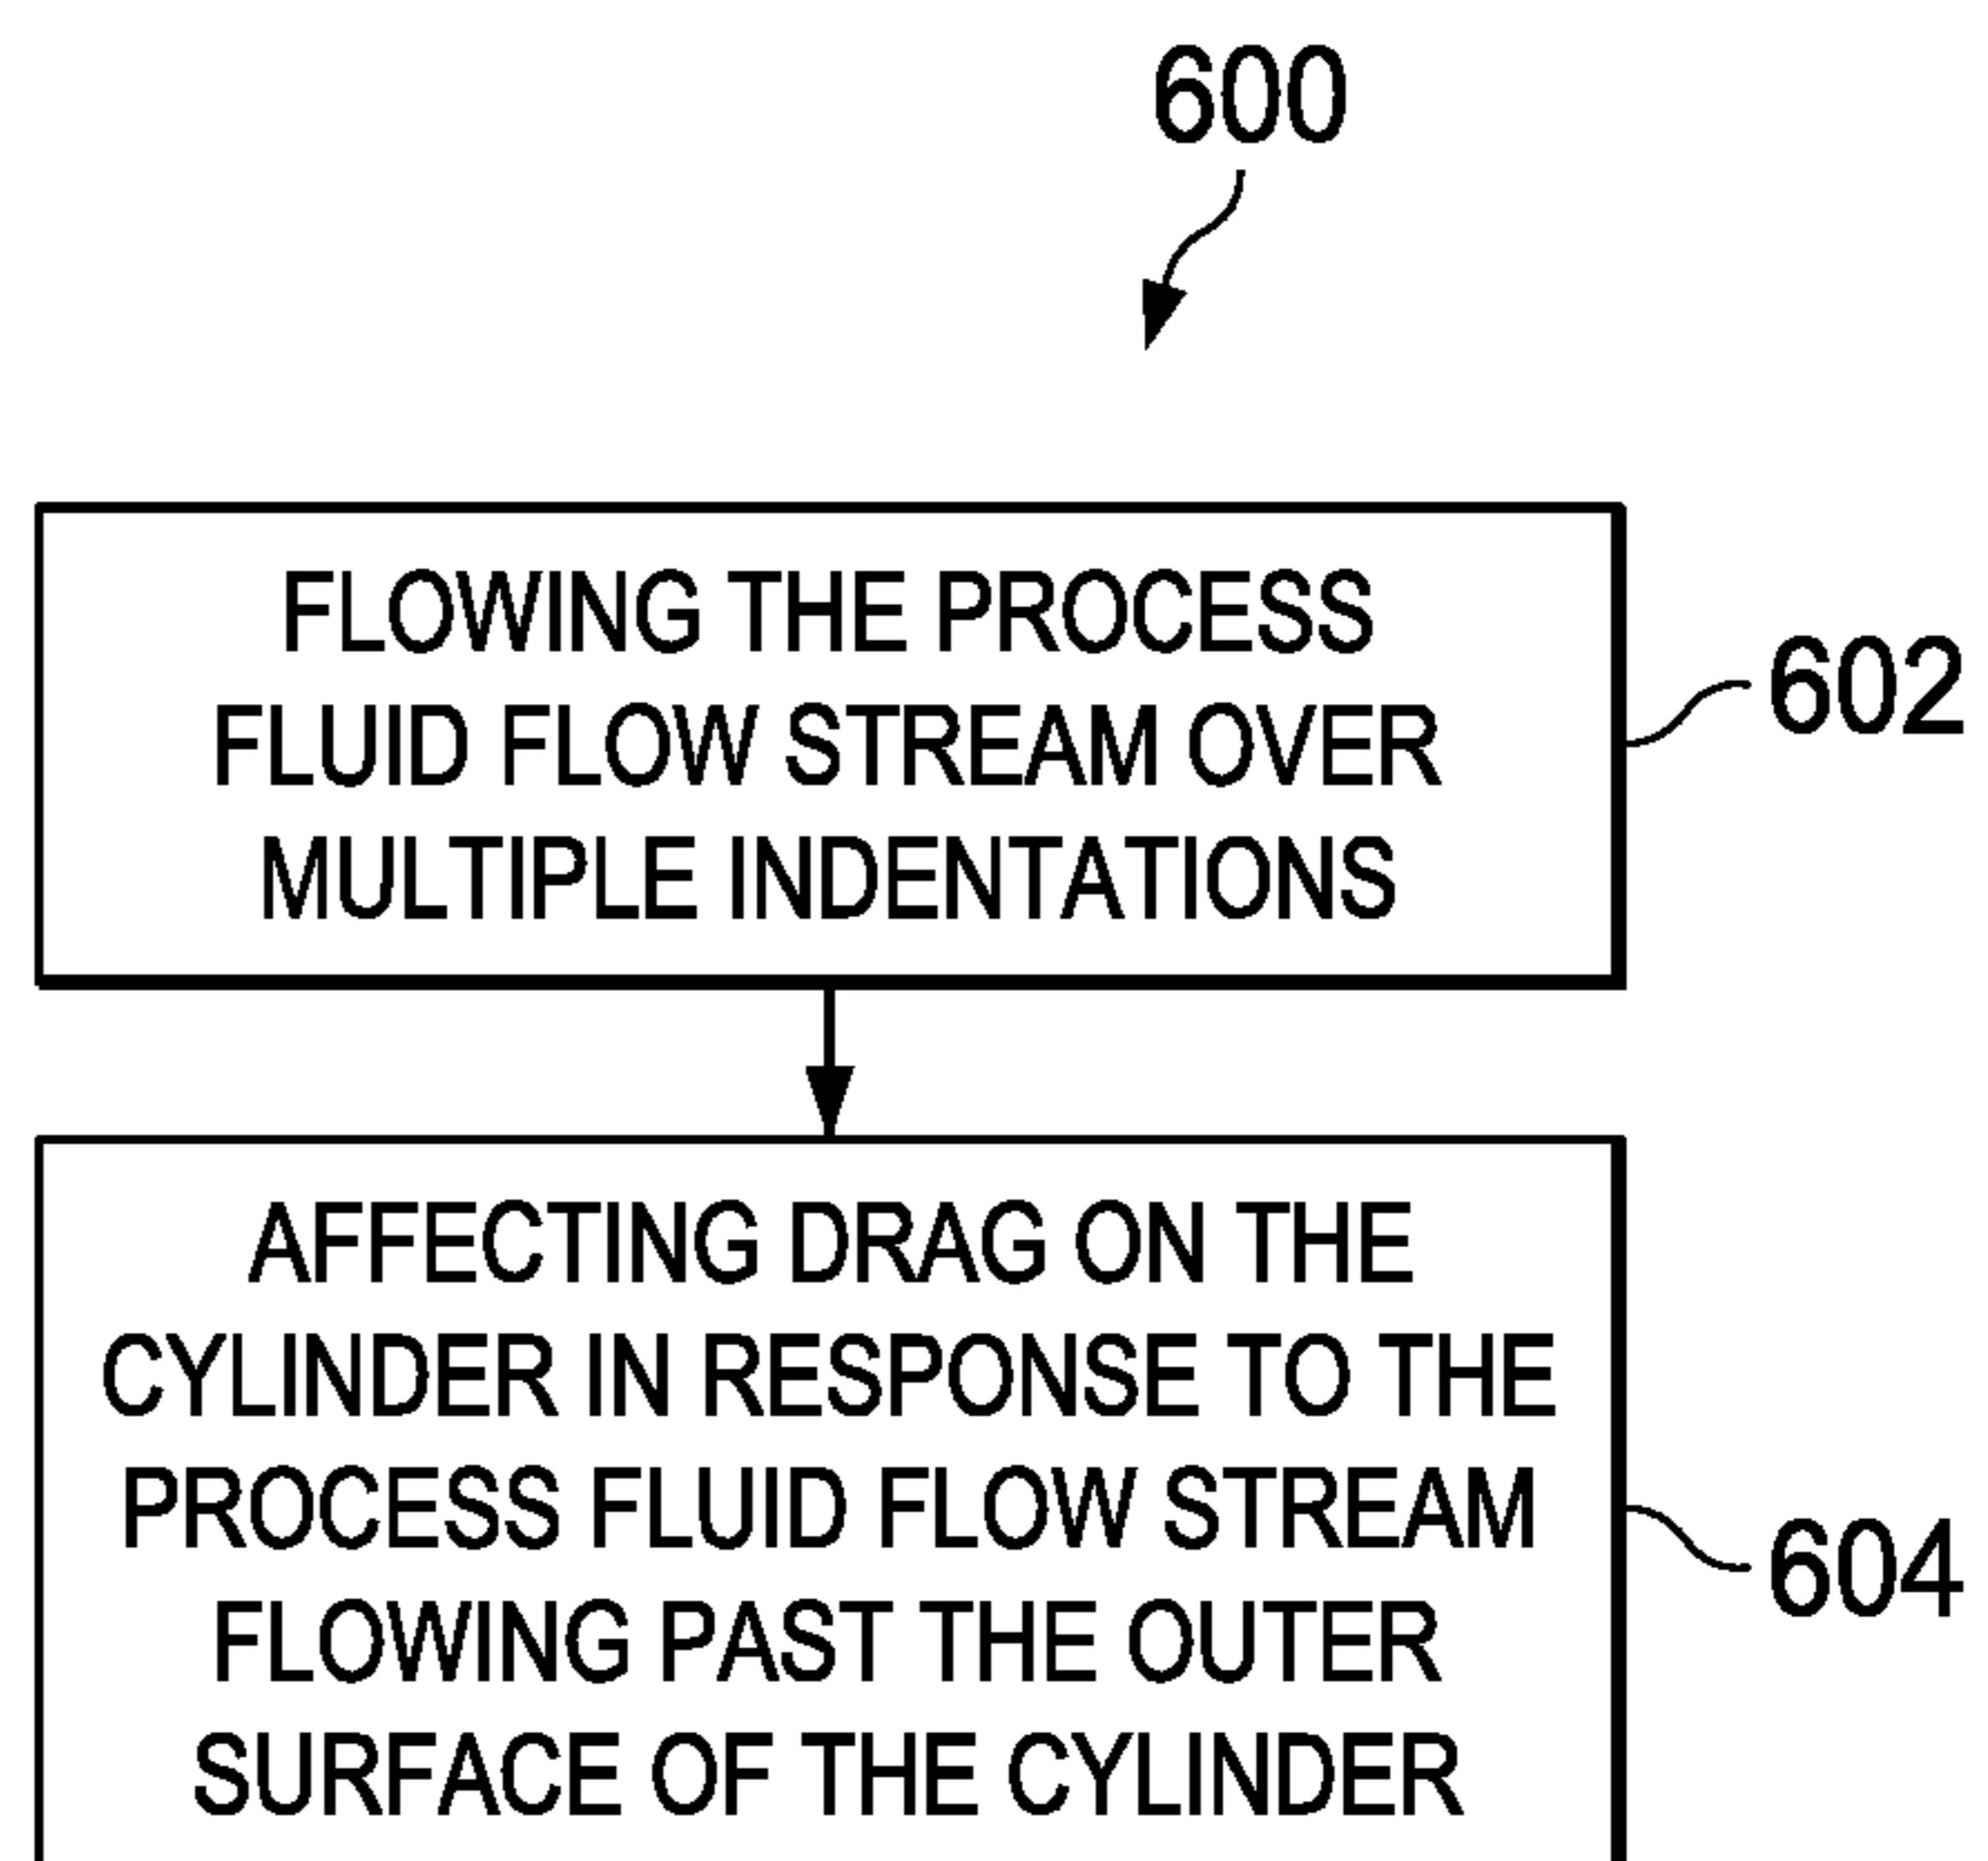 600
FLOWING THE PROCESS
FLUID FLOW STREAM OVER
MULTIPLE INDENTATIONS
602
AFFECTING DRAG ON THE
CYLINDER IN RESPONSE TO THE
PROCESS FLUID FLOW STREAM
FLOWING PAST THE OUTER
SURFACE OF THE CYLINDER
604